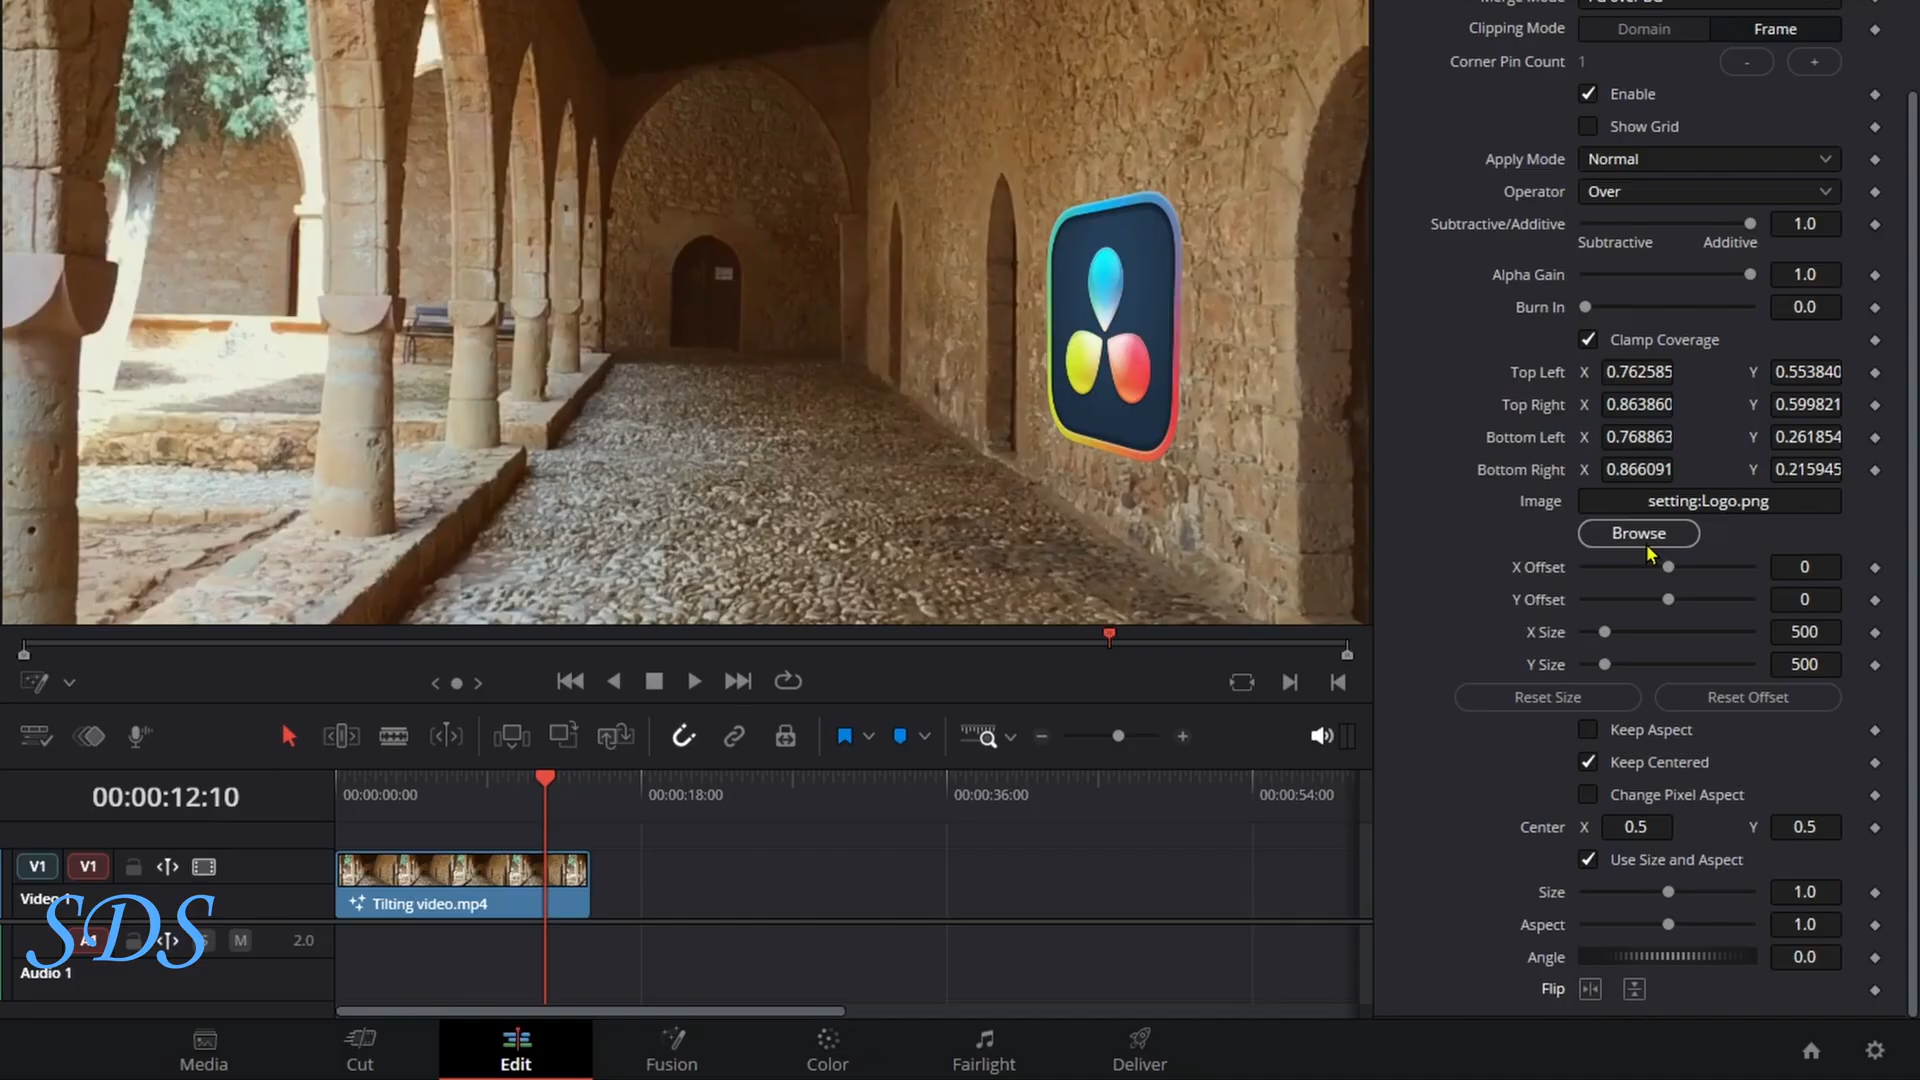 Clipping Mode Domain Frame
Corner Pin Count 1 - +
Enable
Show Grid
Apply Mode Normal
Operator Over
Subtractive/Additive 1.0
Subtractive Additive
Alpha Gain 1.0
Burn In 0.0
Clamp Coverage
Top Left X 0.762585 Y 0.553840
Top Right X 0.863860 Y 0.599821
Bottom Left X 0.768863 Y 0.261854
Bottom Right X 0.866091 Y 0.215945
Image setting:Logo.png
Browse
X Offset 0
Y Offset 0
X Size 500
Y Size 500
Reset Size Reset Offset
Keep Aspect
Keep Centered
Change Pixel Aspect
Center X 0.5 Y 0.5
Use Size and Aspect
Size 1.0
Aspect 1.0
Angle 0.0
Flip
00:00:12:10
00:00:00:00 00:00:18:00 00:00:36:00 00:00:54:00
V1 V1
Video 1
Tilting video.mp4
SDS
A1 S M 2.0
Audio 1
Media Cut Edit Fusion Color Fairlight Deliver